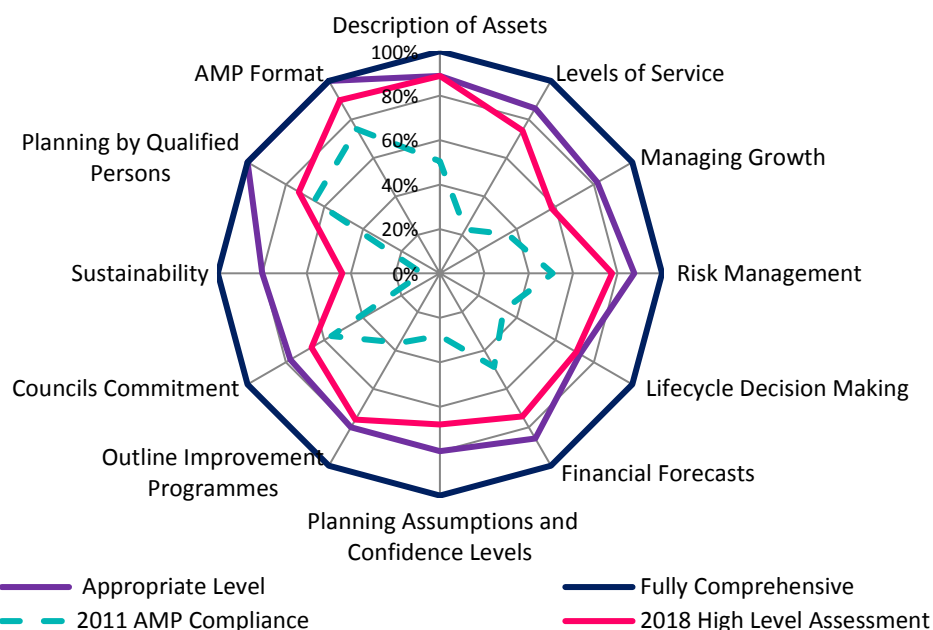 Description of Assets
100%
AMP Format
Levels of Service
80%
Planning by Qualified
Persons
60%
Managing Growth
40%
20%
Sustainability
0%
Risk Management
Councils Commitment
Lifecycle Decision Making
Outline Improvement
Programmes
Financial Forecasts
Planning Assumptions and
Confidence Levels
Appropriate Level
Fully Comprehensive
2011 AMP Compliance
2018 High Level Assessment